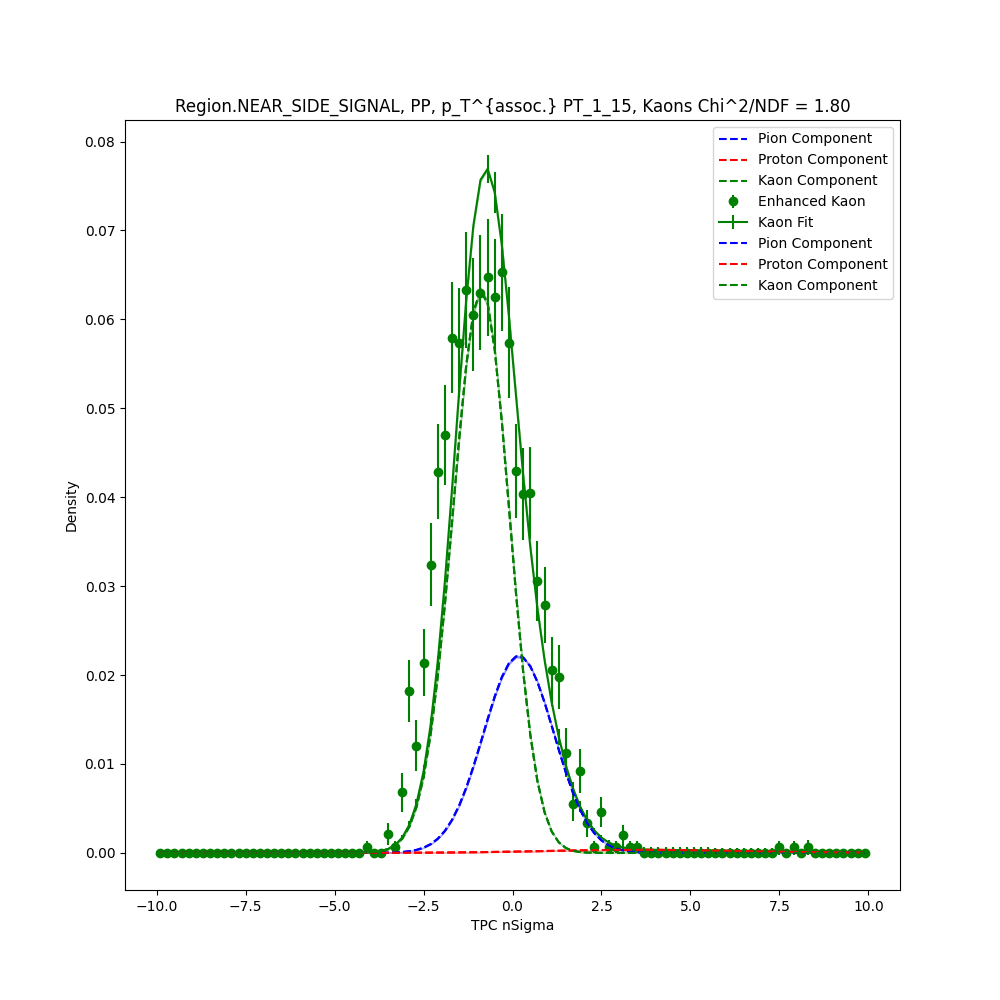 Region.NEAR_SIDE_SIGNAL, PP, p_T^{assoc.} PT_1_15, Kaons Chi^2/NDF = 1.80
Pion Component
Proton Component
Kaon Component
Enhanced Kaon
Kaon Fit
Pion Component
Proton Component
Kaon Component
0.08
0.07
0.06
0.05
0.04
0.03
0.02
0.01
0.00
Density
−10.0 −7.5 −5.0 −2.5 0.0 2.5 5.0 7.5 10.0
TPC nSigma